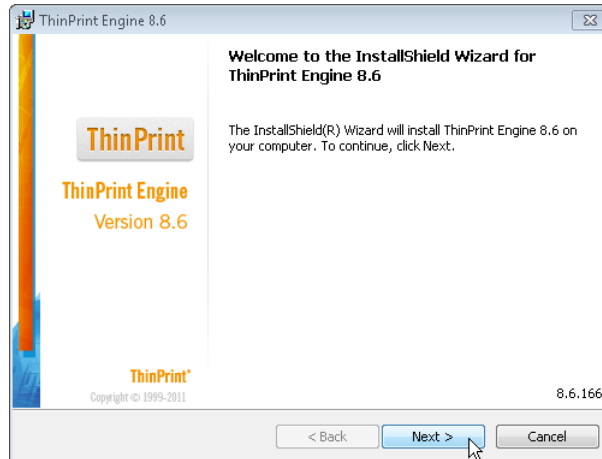 ThinPrint Engine 8.6
Welcome to the InstallShield Wizard for
ThinPrint Engine 8.6
The InstallShield(R) Wizard will install ThinPrint Engine 8.6 on
your computer. To continue, click Next.
ThinPrint
ThinPrint Engine
Version 8.6
ThinPrint®
Copyright © 1999-2011
8.6.166
< Back
Next >
Cancel